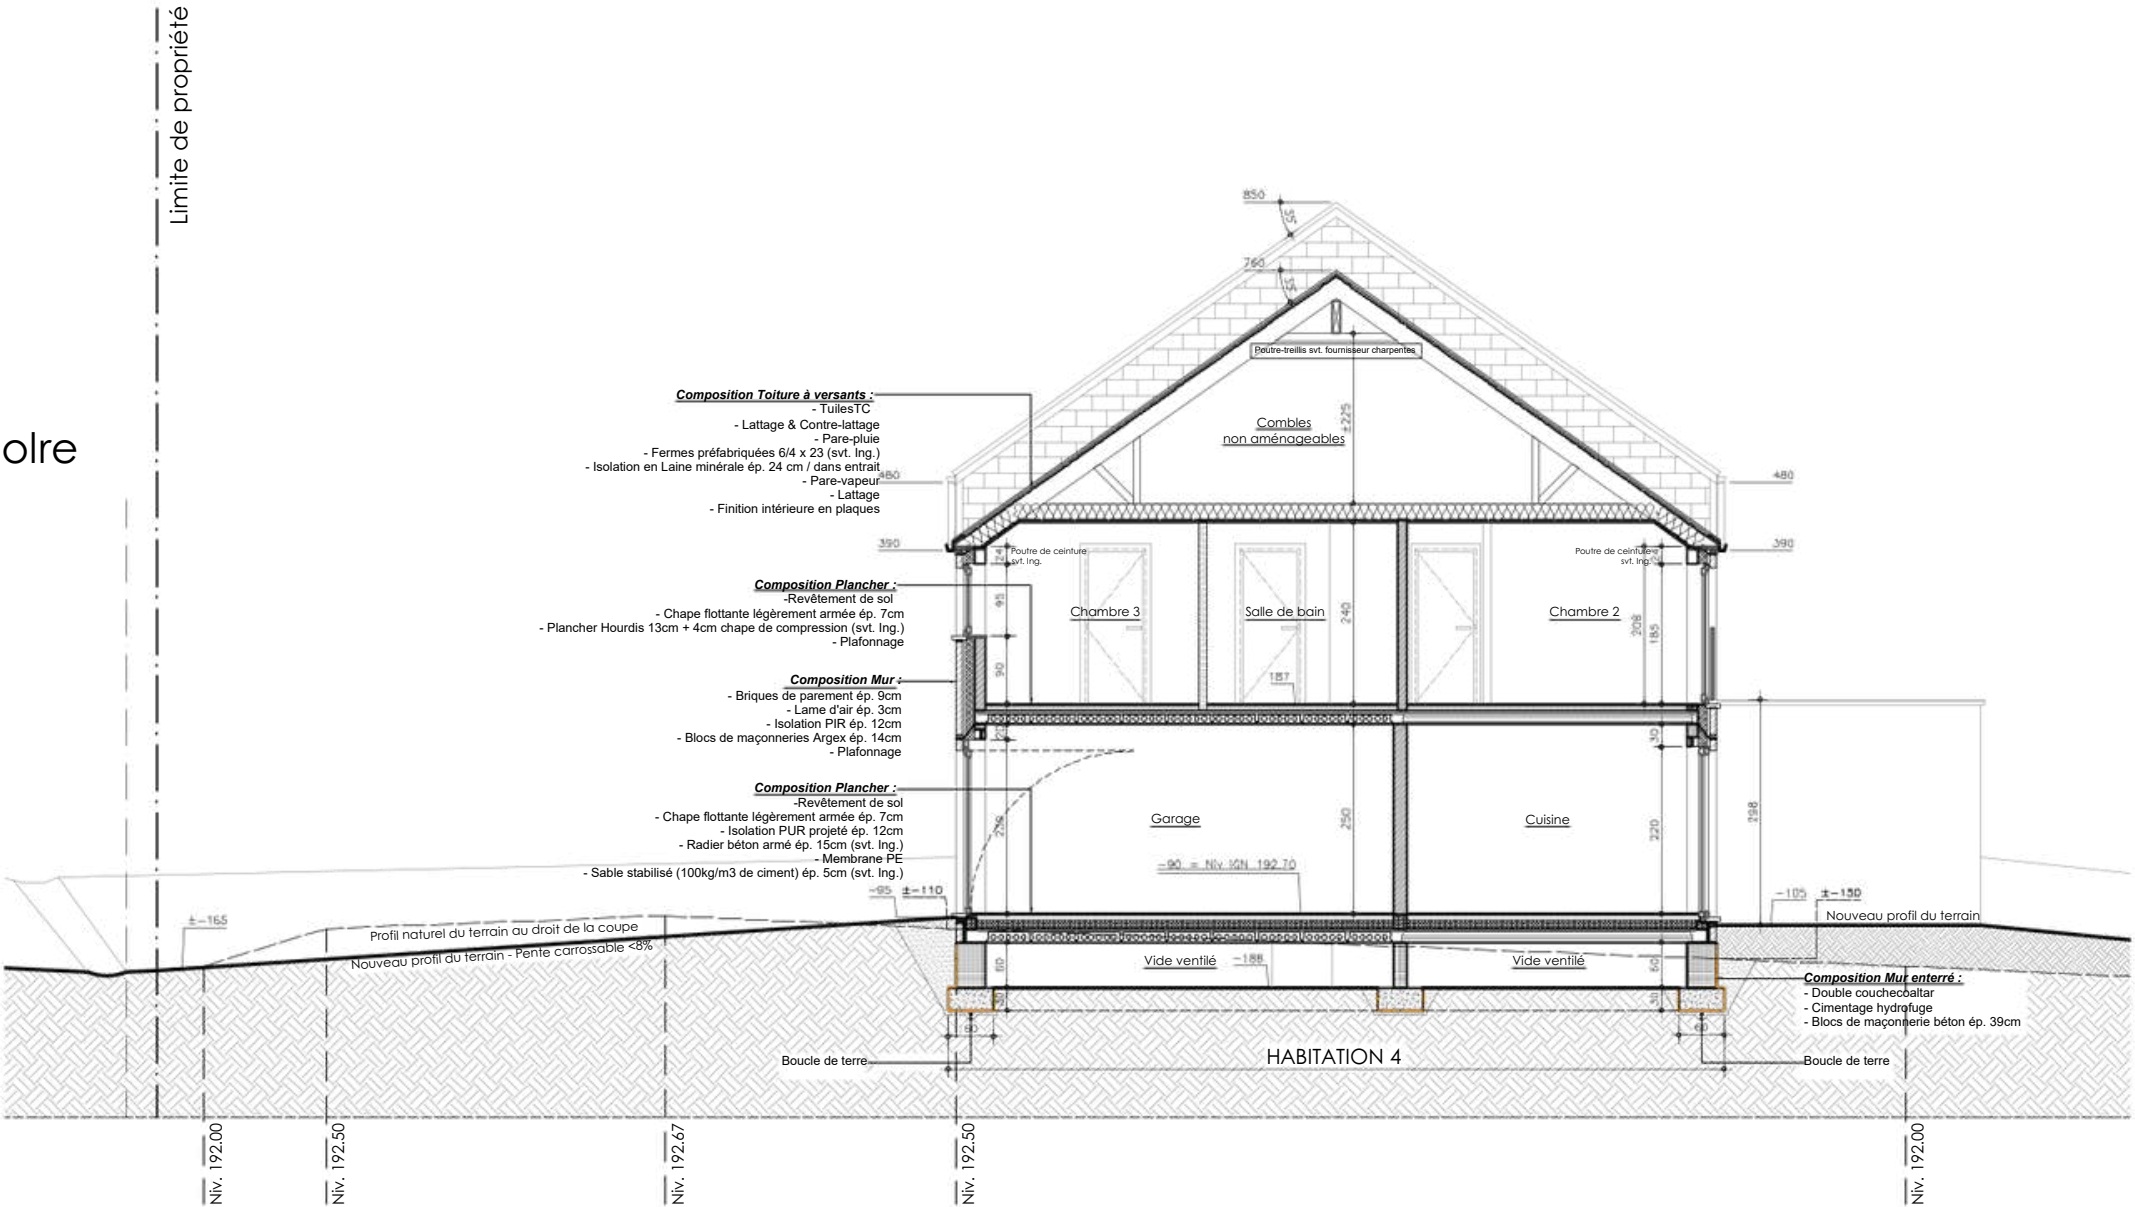 Limite de propriété
olre
850
35°
760
35°
Poutre-treillis svt. fournisseur charpentes
±225
Combles
non aménageables
Composition Toiture à versants :
- TuilesTC
- Lattage & Contre-lattage
- Pare-pluie
- Fermes préfabriquées 6/4 x 23 (svt. Ing.)
- Isolation en Laine minérale ép. 24 cm / dans entrait
- Pare-vapeur
- Lattage
- Finition intérieure en plaques
480
480
390
390
Poutre de ceinture
svt. Ing.
24
Poutre de ceinture
svt. Ing.
Composition Plancher :
-Revêtement de sol
- Chape flottante légèrement armée ép. 7cm
- Plancher Hourdis 13cm + 4cm chape de compression (svt. Ing.)
- Plafonnage
95
90
Chambre 3
Salle de bain
240
Chambre 2
208
185
187
Composition Mur :
- Briques de parement ép. 9cm
- Lame d'air ép. 3cm
- Isolation PIR ép. 12cm
- Blocs de maçonneries Argex ép. 14cm
- Plafonnage
20
30
Composition Plancher :
-Revêtement de sol
- Chape flottante légèrement armée ép. 7cm
- Isolation PUR projeté ép. 12cm
- Radier béton armé ép. 15cm (svt. Ing.)
- Membrane PE
- Sable stabilisé (100kg/m3 de ciment) ép. 5cm (svt. Ing.)
230
Garage
250
Cuisine
220
298
-90 = Niv IGN 192.70
-95
±-110
-105
±-130
±-165
Profil naturel du terrain au droit de la coupe
Nouveau profil du terrain - Pente carrossable <8%
Nouveau profil du terrain
60
Vide ventilé
-188
Vide ventilé
60
30
30
60
60
Composition Mur enterré :
- Double couchecoaltar
- Cimentage hydrofuge
- Blocs de maçonnerie béton ép. 39cm
Boucle de terre
HABITATION 4
Boucle de terre
Niv. 192.00
Niv. 192.50
Niv. 192.67
Niv. 192.50
Niv. 192.00